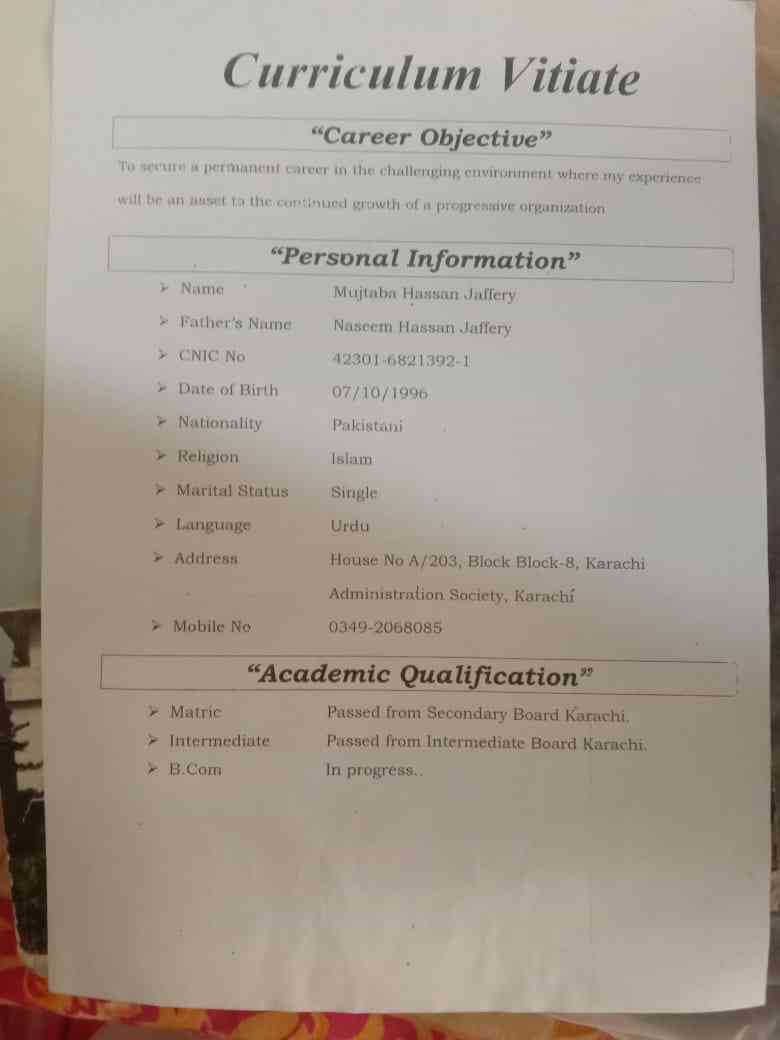 Curriculum Vitiate
“Career Objective”
To secure a permanent career in the challenging environment where my experience
will be an asset to the continued growth of a progressive organization
“Personal Information”
➢ Name Mujtaba Hassan Jaffery
➢ Father’s Name Naseem Hassan Jaffery
➢ CNIC No 42301-6821392-1
➢ Date of Birth 07/10/1996
➢ Nationality Pakistani
➢ Religion Islam
➢ Marital Status Single
➢ Language Urdu
➢ Address House No A/203, Block Block-8, Karachi
Administration Society, Karachi
➢ Mobile No 0349-2068085
“Academic Qualification”
➢ Matric Passed from Secondary Board Karachi.
➢ Intermediate Passed from Intermediate Board Karachi.
➢ B.Com In progress..